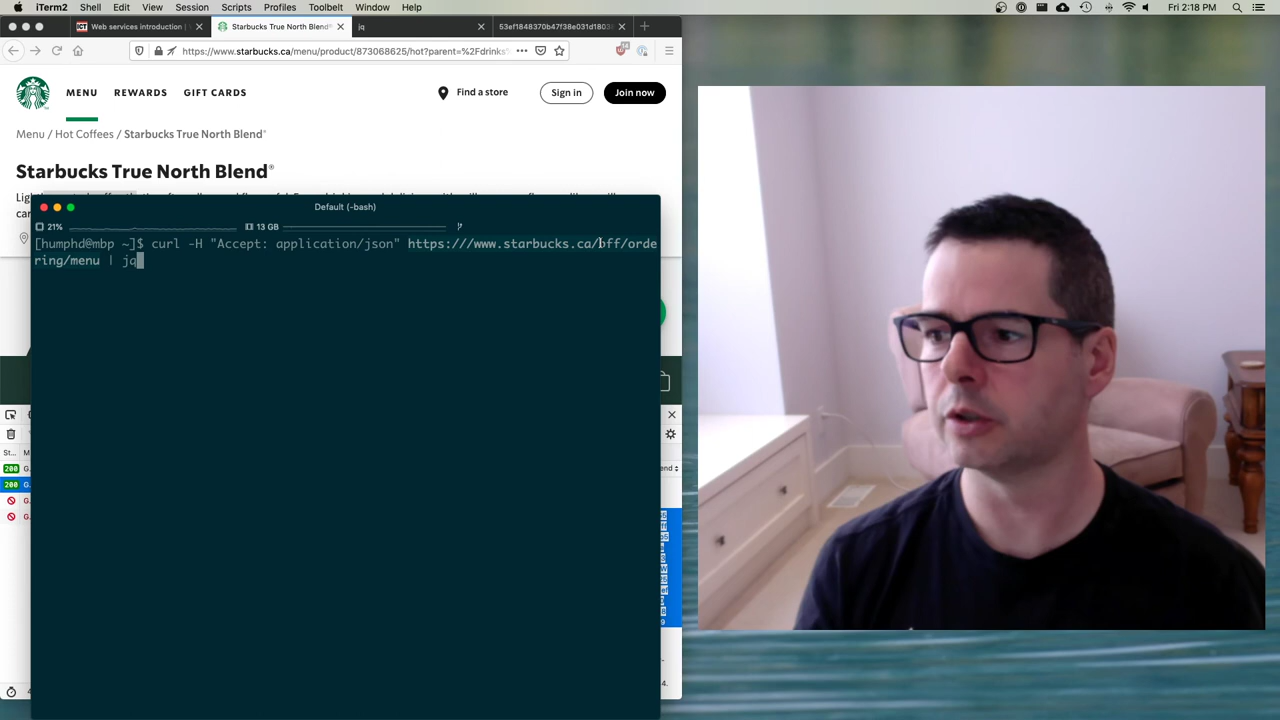 iTerm2 Shell Edit View Session Scripts Profiles Toolbelt Window Help Fri 2:18 PM
Web services introduction | Starbucks True North Blend® jq 53ef1848370b47f38e031d1803
https://www.starbucks.ca/menu/product/873068625/hot?parent=%2Fdrinks
MENU REWARDS GIFT CARDS Find a store Sign in Join now
Menu / Hot Coffees / Starbucks True North Blend®
Starbucks True North Blend®
Default (-bash)
21% 13 GB
[humphd@mbp ~]$ curl -H "Accept: application/json" https:///www.starbucks.ca/bff/orde
ring/menu | jq
St...
200 G.
200 G.
G.
G.